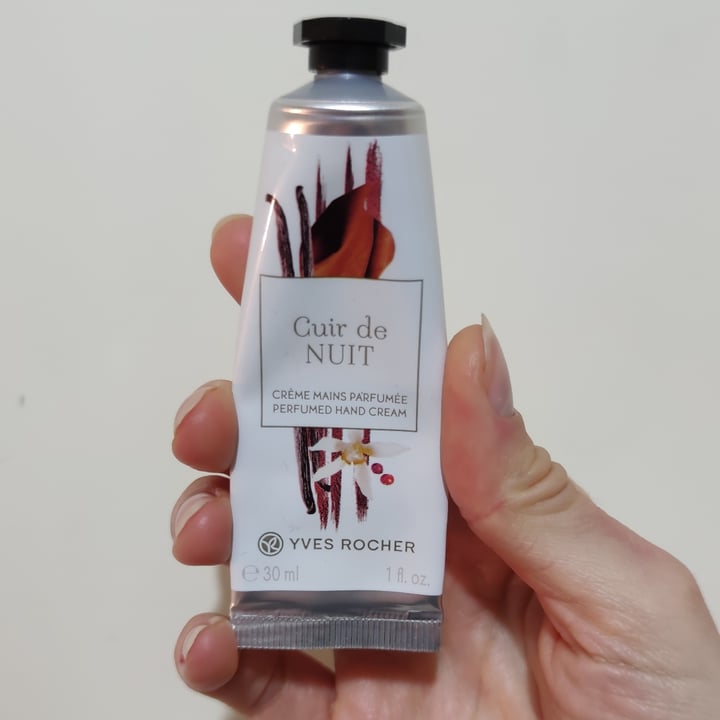 Cuir de
NUIT
CRÈME MAINS PARFUMÉE
PERFUMED HAND CREAM
YVES ROCHER
℮ 30 ml 1 fl. oz.